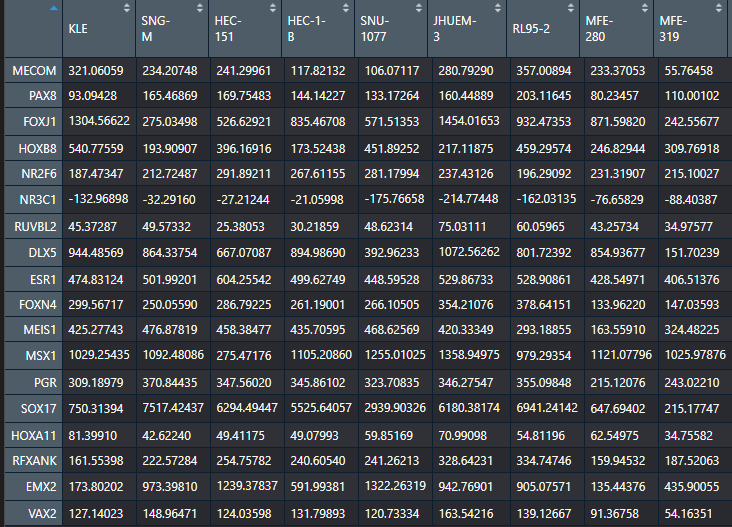 KLE SNG-M HEC-151 HEC-1-B SNU-1077 JHUEM-3 RL95-2 MFE-280 MFE-319
MECOM 321.06059 234.20748 241.29961 117.82132 106.07117 280.79290 357.00894 233.37053 55.76458
PAX8 93.09428 165.46869 169.75483 144.14227 133.17264 160.44889 203.11645 80.23457 110.00102
FOXJ1 1304.56622 275.03498 526.62921 835.46708 571.51353 1454.01653 932.47353 871.59820 242.55677
HOXB8 540.77559 193.90907 396.16916 173.52438 451.89252 217.11875 459.29574 246.82944 309.76918
NR2F6 187.47347 212.72487 291.89211 267.61155 281.17994 237.43126 196.29092 231.31907 215.10027
NR3C1 -132.96898 -32.29160 -27.21244 -21.05998 -175.76658 -214.77448 -162.03135 -76.65829 -88.40387
RUVBL2 45.37287 49.57332 25.38053 30.21859 48.62314 75.03111 60.05965 43.25734 34.97577
DLX5 944.48569 864.33754 667.07087 894.98690 392.96233 1072.56262 801.72392 854.93677 151.70239
ESR1 474.83124 501.99201 604.25542 499.62749 448.59528 529.86733 528.90861 428.54971 406.51376
FOXN4 299.56717 250.05590 286.79225 261.19001 266.10505 354.21076 378.64151 133.96220 147.03593
MEIS1 425.27743 476.87819 458.38477 435.70595 468.62569 420.33349 293.18855 163.55910 324.48225
MSX1 1029.25435 1092.48086 275.47176 1105.20860 1255.01025 1358.94975 979.29354 1121.07796 1025.97876
PGR 309.18979 370.84435 347.56020 345.86102 323.70835 346.27547 355.09848 215.12076 243.02210
SOX17 750.31394 7517.42437 6294.49447 5525.64057 2939.90326 6180.38174 6941.24142 647.69402 215.17747
HOXA11 81.39910 42.62240 49.41175 49.07993 59.85169 70.99098 54.81196 62.54975 34.75582
RFXANK 161.55398 222.57284 254.75782 240.60540 241.26213 328.64231 334.74746 159.94532 187.52063
EMX2 173.80202 973.39810 1239.37837 591.99381 1322.26319 942.76901 905.07571 135.44376 435.90055
VAX2 127.14023 148.96471 124.03598 131.79893 120.73334 163.54216 139.12667 91.36758 54.16351